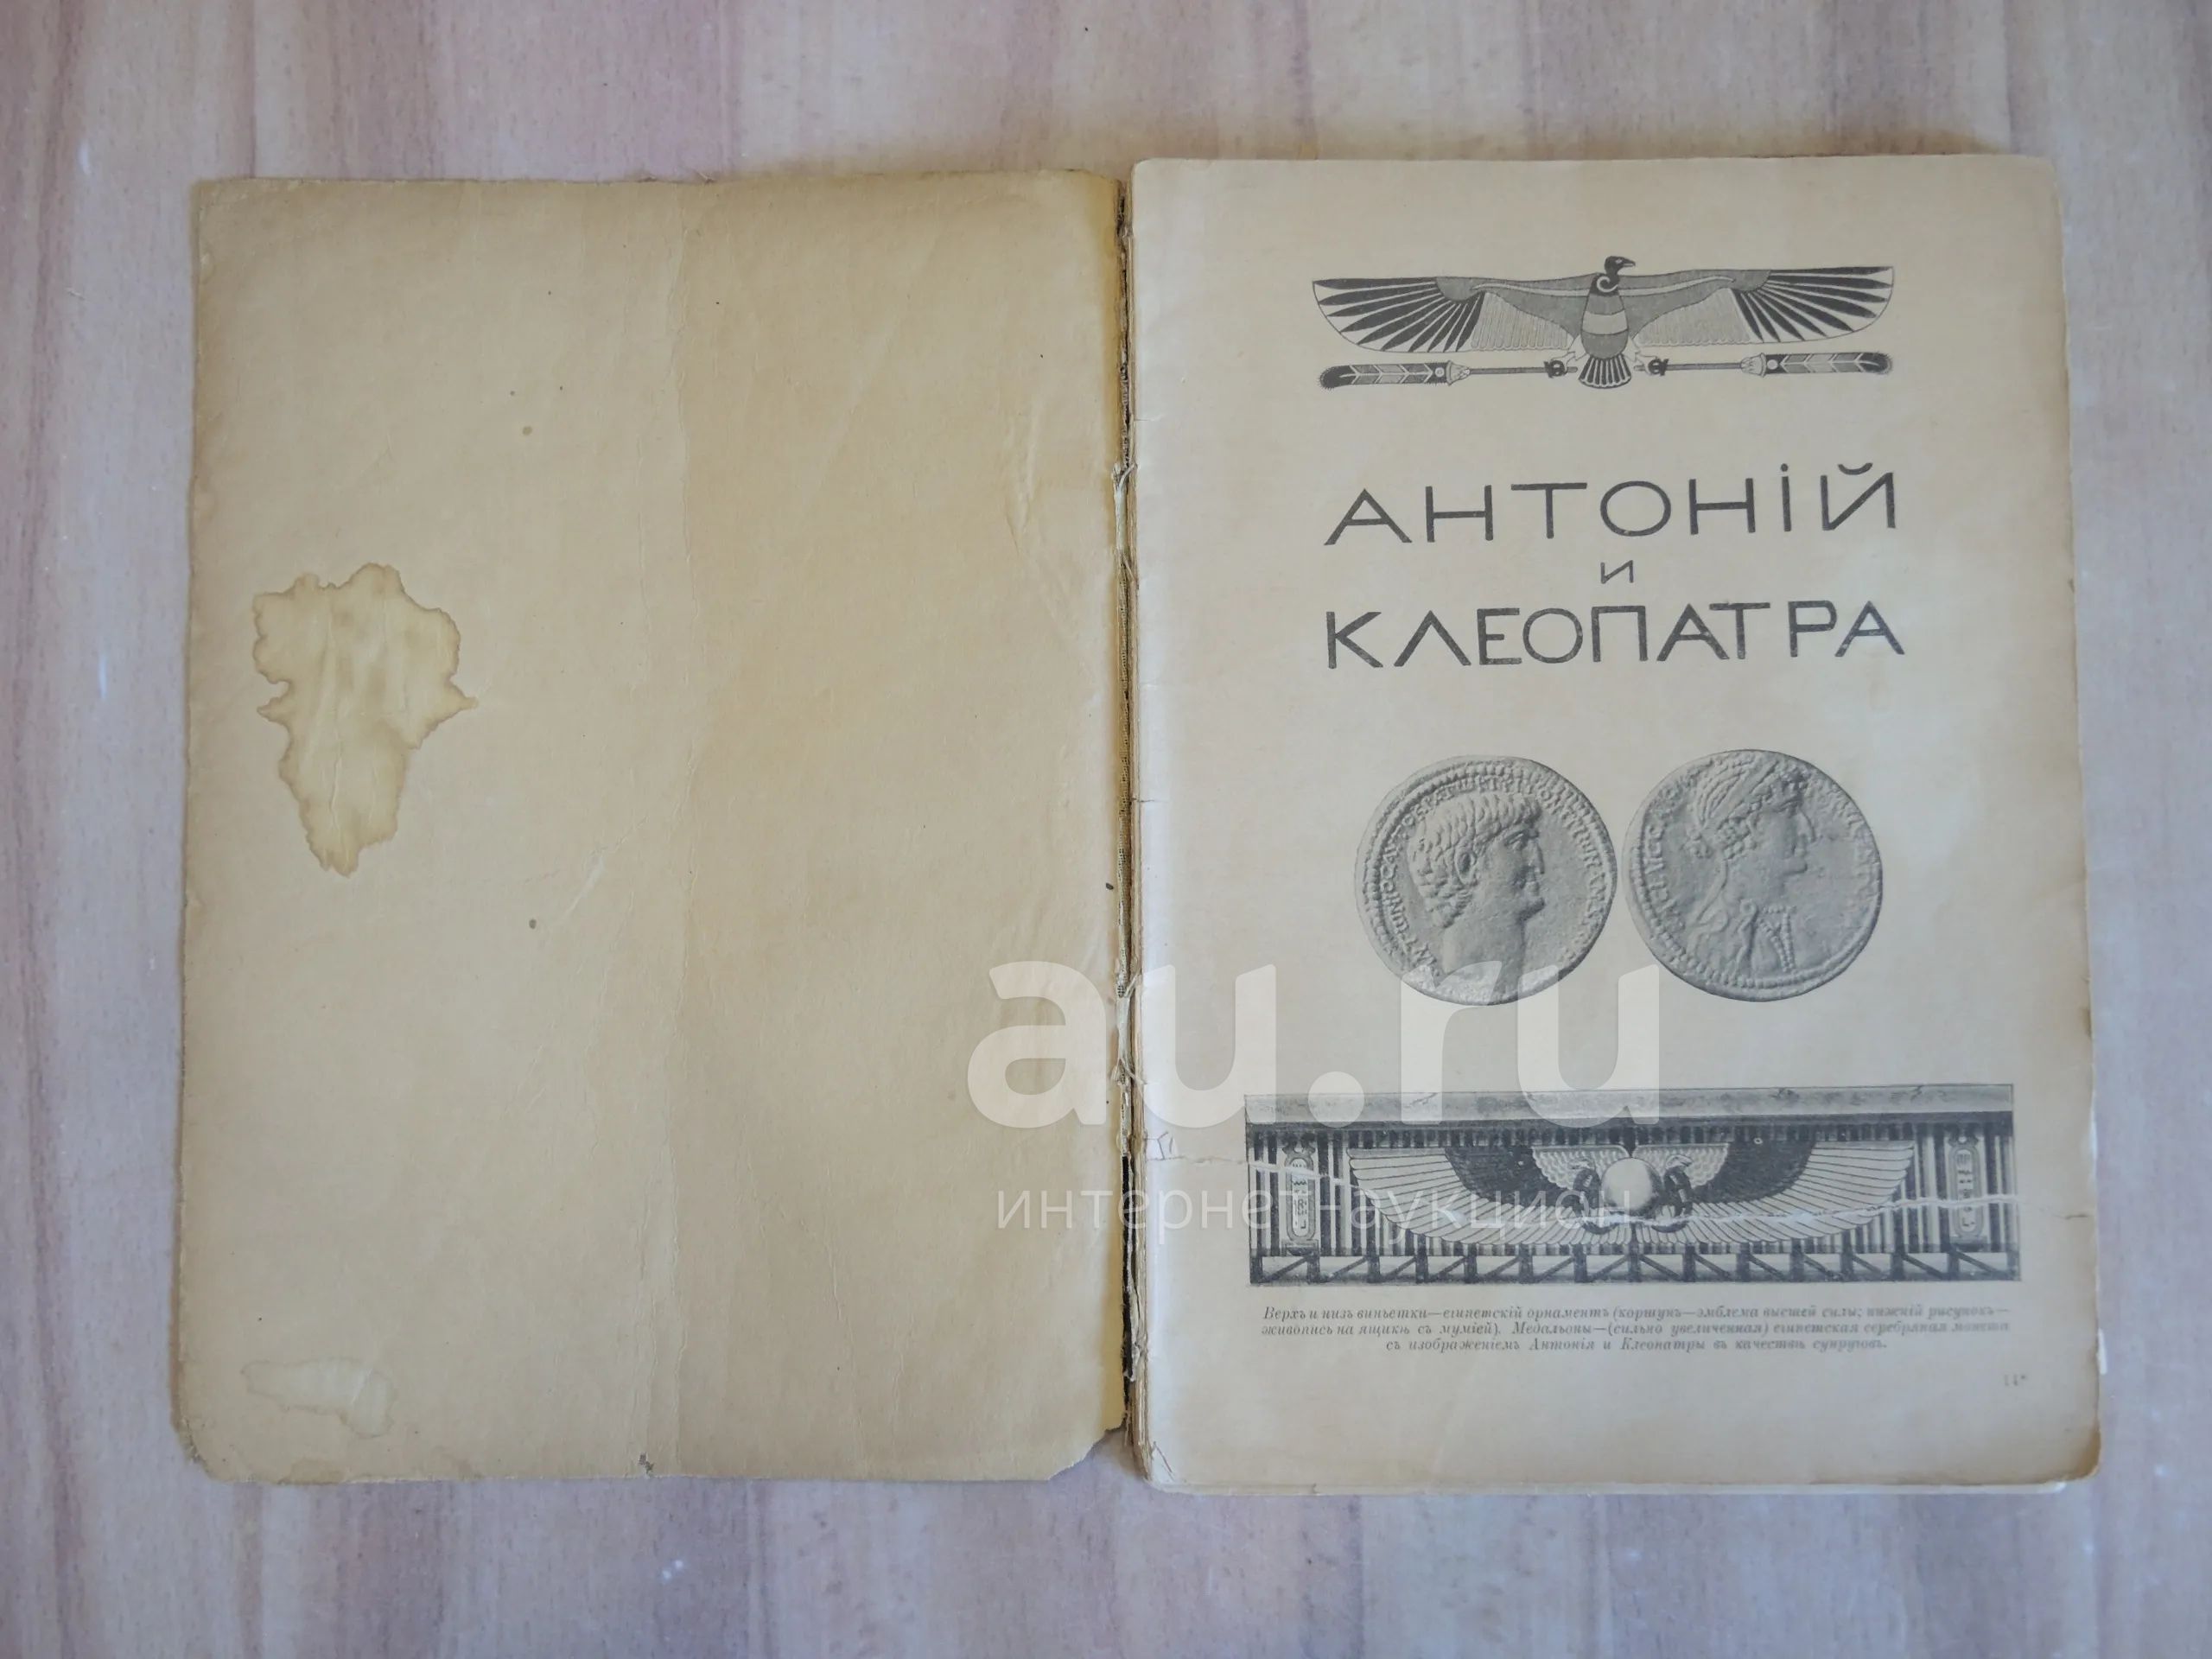 АНТОНІЙ
И
КЛЕОПАТРА
Верхъ и низъ виньетки—египетскій орнаментъ (коршунъ—эмблема высшей силы; нижній рисунокъ—
живопись на ящикѣ съ муміей). Медальоны—(сильно увеличенная) египетская серебряная монета
съ изображеніемъ Антонія и Клеопатры въ качествѣ супруговъ.
14*
au.ru
интернет-аукцион